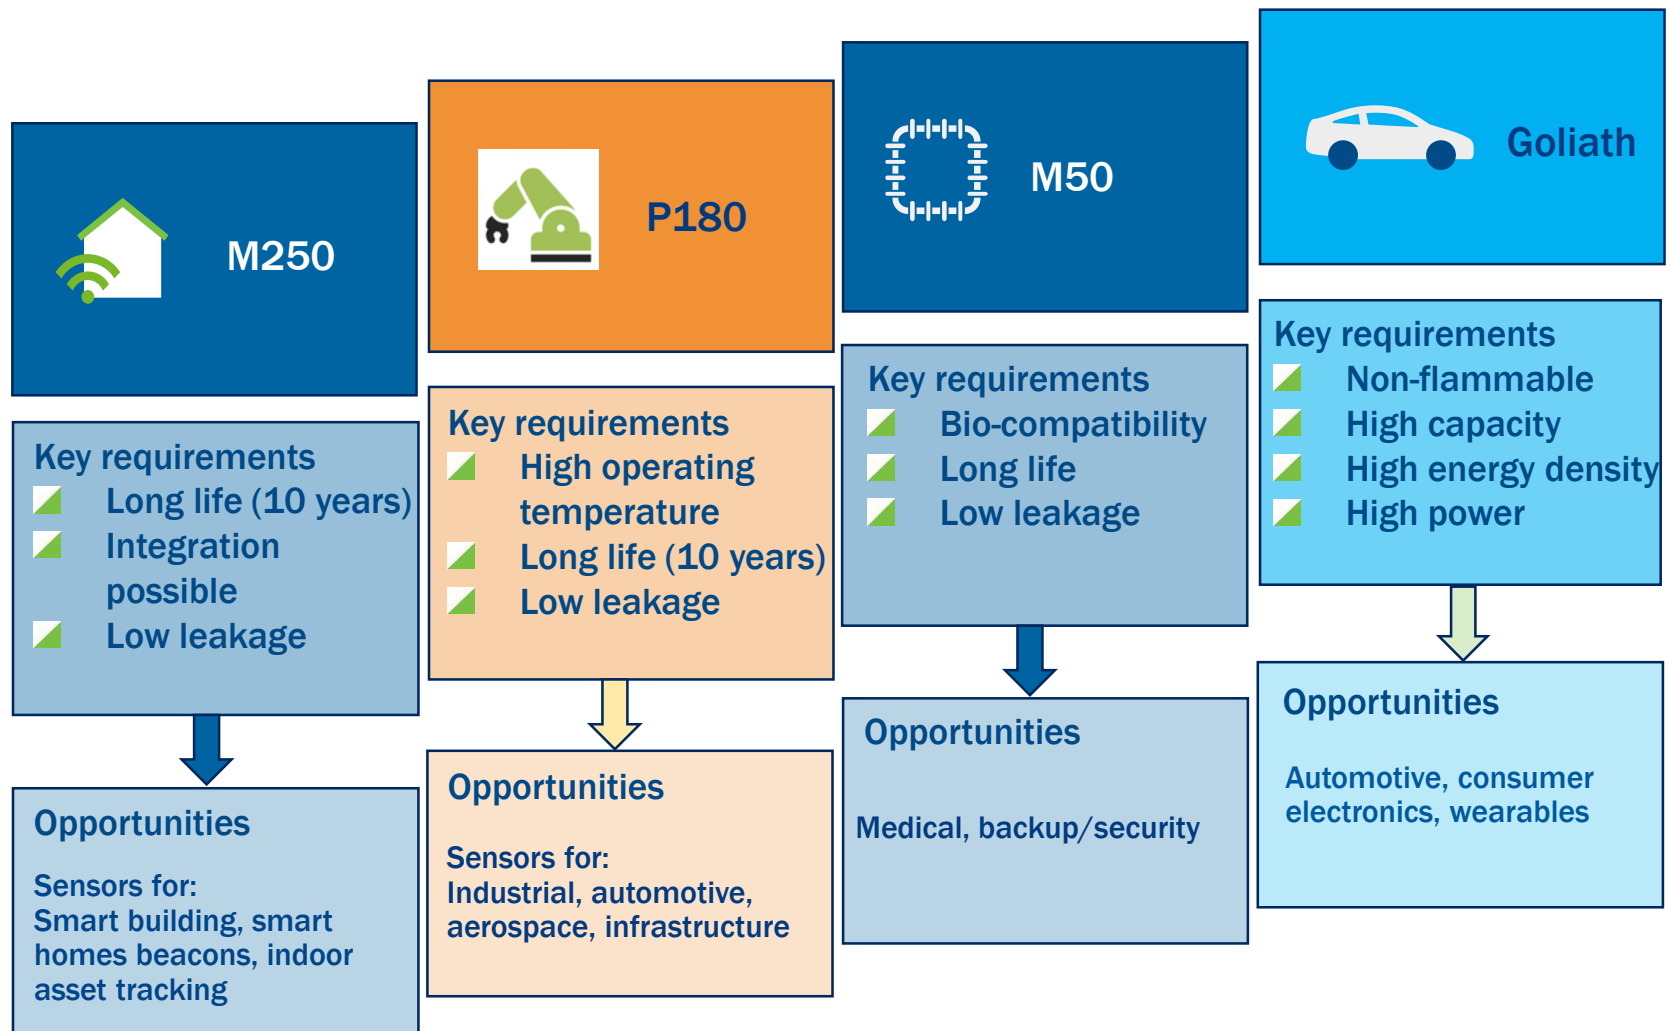 M250
Key requirements
Long life (10 years)
Integration
possible
Low leakage
Opportunities
Sensors for:
Smart building, smart
homes beacons, indoor
asset tracking
P180
Key requirements
High operating
temperature
Long life (10 years)
Low leakage
Opportunities
Sensors for:
Industrial, automotive,
aerospace, infrastructure
M50
Key requirements
Bio-compatibility
Long life
Low leakage
Opportunities
Medical, backup/security
Goliath
Key requirements
Non-flammable
High capacity
High energy density
High power
Opportunities
Automotive, consumer
electronics, wearables